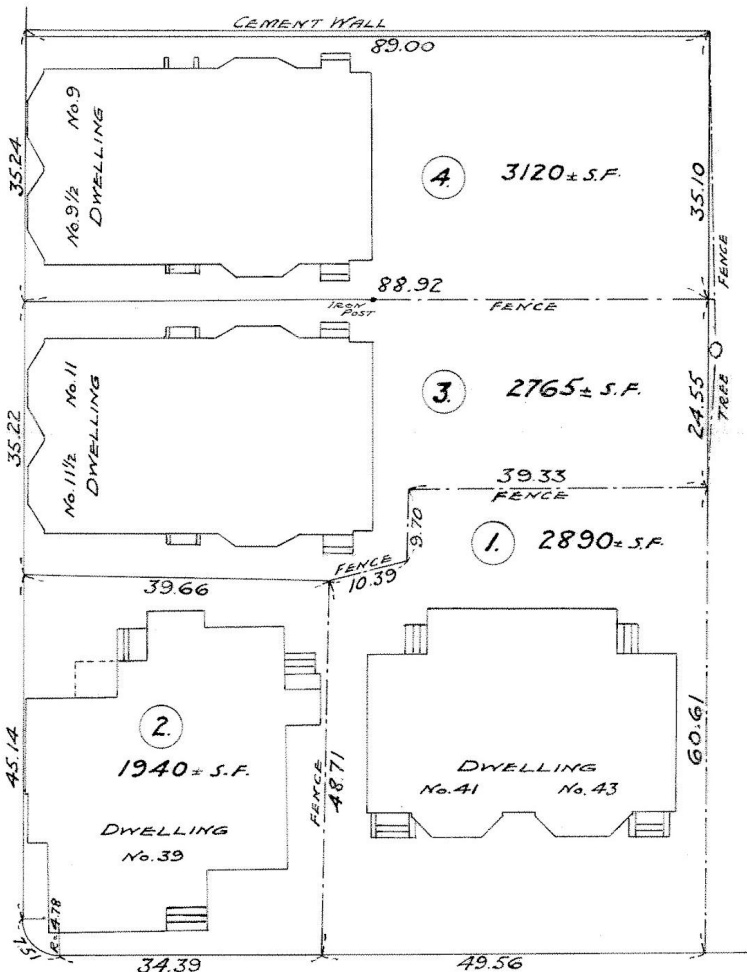 CEMENT WALL
89.00
35.24
No. 9
No. 9½
DWELLING
4.
3120 ± S.F.
35.10
FENCE
88.92
IRON
POST
FENCE
TREE
35.22
No. 11
No. 11½
DWELLING
3.
2765 ± S.F.
24.55
39.33
FENCE
9.70
1.
2890 ± S.F.
FENCE
10.39
39.66
45.14
2.
1940 ± S.F.
DWELLING
No. 39
FENCE
48.71
DWELLING
No. 41
No. 43
60.61
R=4.78
7.51
34.39
49.56